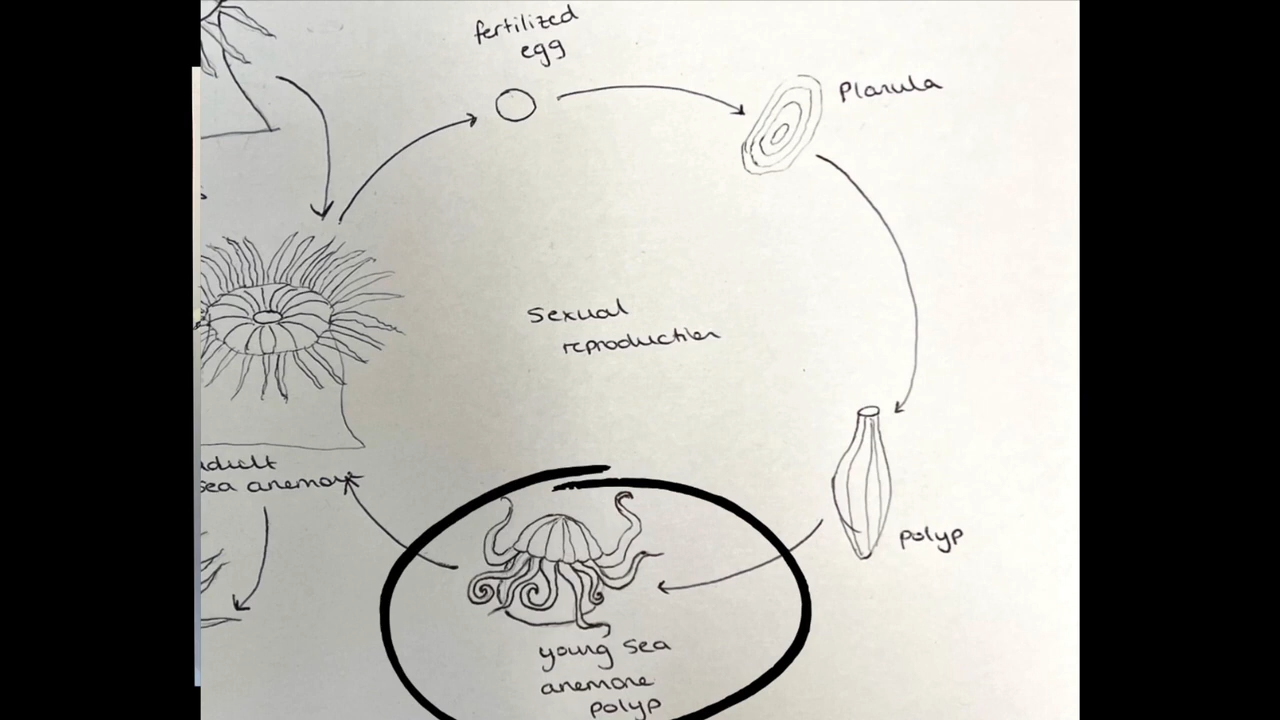 fertilized
egg
Planula
Sexual
reproduction
adult
sea anemone
polyp
young sea
anemone
polyp